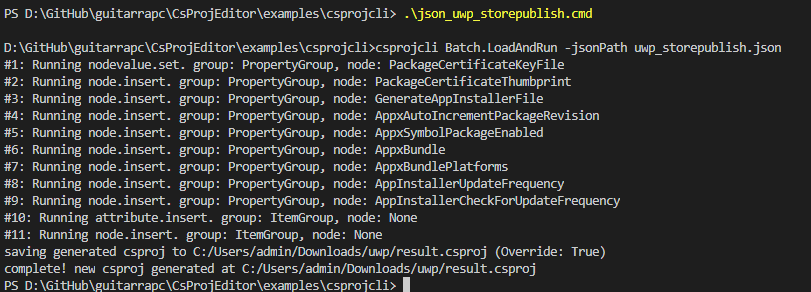 PS D:\GitHub\guitarrapc\CsProjEditor\examples\csprojcli> .\json_uwp_storepublish.cmd
D:\GitHub\guitarrapc\CsProjEditor\examples\csprojcli>csprojcli Batch.LoadAndRun -jsonPath uwp_storepublish.json
#1: Running nodevalue.set. group: PropertyGroup, node: PackageCertificateKeyFile
#2: Running node.insert. group: PropertyGroup, node: PackageCertificateThumbprint
#3: Running node.insert. group: PropertyGroup, node: GenerateAppInstallerFile
#4: Running node.insert. group: PropertyGroup, node: AppxAutoIncrementPackageRevision
#5: Running node.insert. group: PropertyGroup, node: AppxSymbolPackageEnabled
#6: Running node.insert. group: PropertyGroup, node: AppxBundle
#7: Running node.insert. group: PropertyGroup, node: AppxBundlePlatforms
#8: Running node.insert. group: PropertyGroup, node: AppInstallerUpdateFrequency
#9: Running node.insert. group: PropertyGroup, node: AppInstallerCheckForUpdateFrequency
#10: Running attribute.insert. group: ItemGroup, node: None
#11: Running node.insert. group: ItemGroup, node: None
saving generated csproj to C:/Users/admin/Downloads/uwp/result.csproj (Override: True)
complete! new csproj generated at C:/Users/admin/Downloads/uwp/result.csproj
PS D:\GitHub\guitarrapc\CsProjEditor\examples\csprojcli>